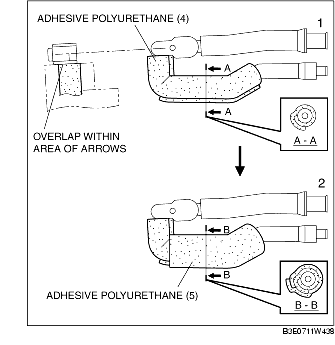 ADHESIVE POLYURETHANE (4)
1
A
A
OVERLAP WITHIN
AREA OF ARROWS
A - A
2
B
B
ADHESIVE POLYURETHANE (5)
B - B
B3E0711W438